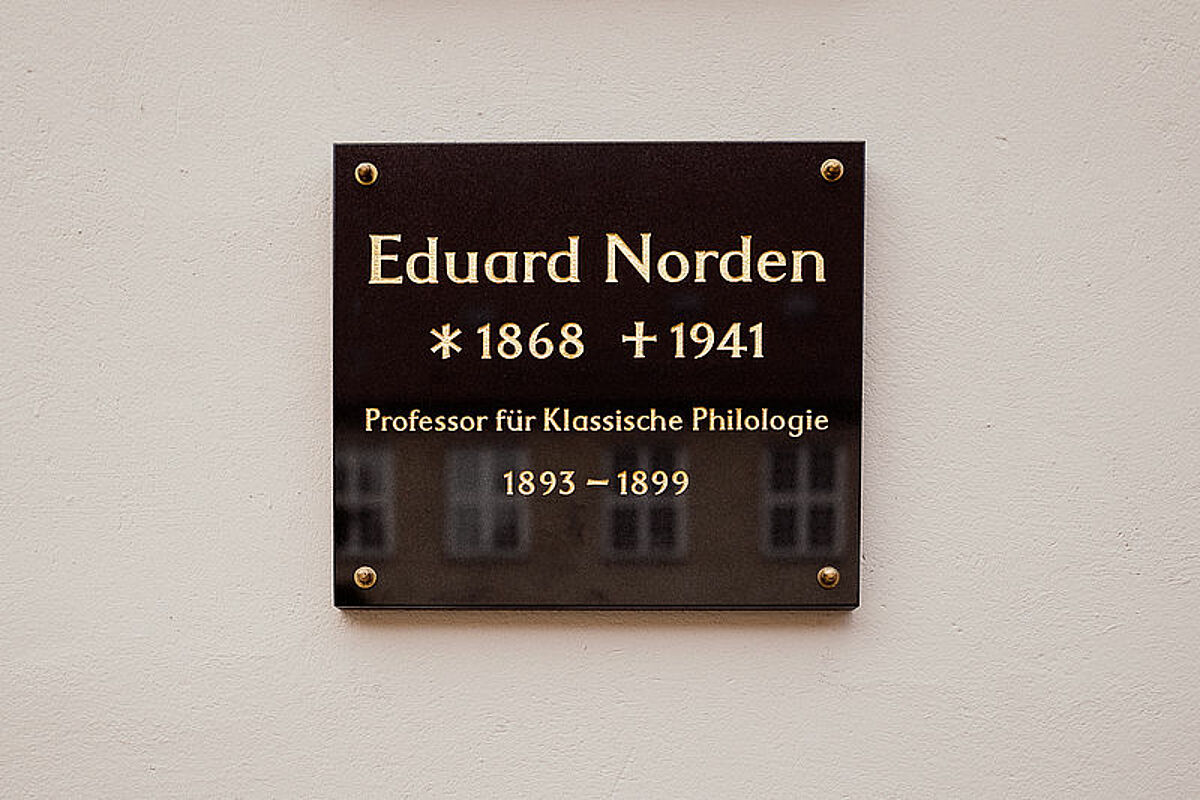 Eduard Norden
* 1868 + 1941
Professor für Klassische Philologie
1893 – 1899